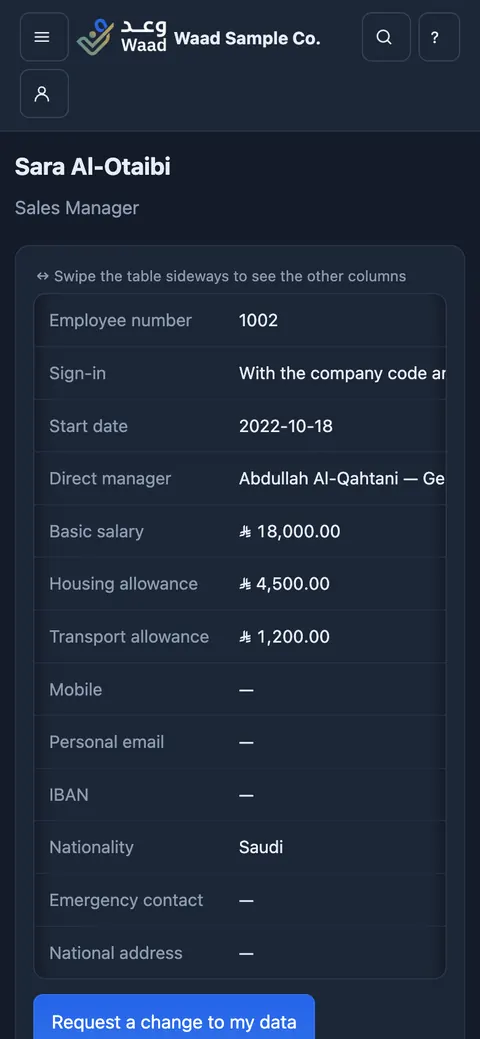 وعد
Waad
Waad Sample Co.
?
Sara Al-Otaibi
Sales Manager
↔ Swipe the table sideways to see the other columns
Employee number 1002
Sign-in With the company code ar
Start date 2022-10-18
Direct manager Abdullah Al-Qahtani — Ge
Basic salary ⃁ 18,000.00
Housing allowance ⃁ 4,500.00
Transport allowance ⃁ 1,200.00
Mobile —
Personal email —
IBAN —
Nationality Saudi
Emergency contact —
National address —
Request a change to my data